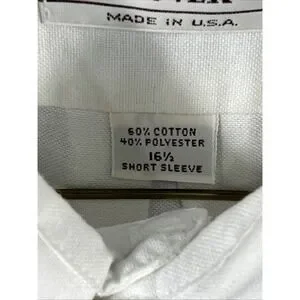 MADE IN U.S.A.
60% COTTON
40% POLYESTER
16½
SHORT SLEEVE